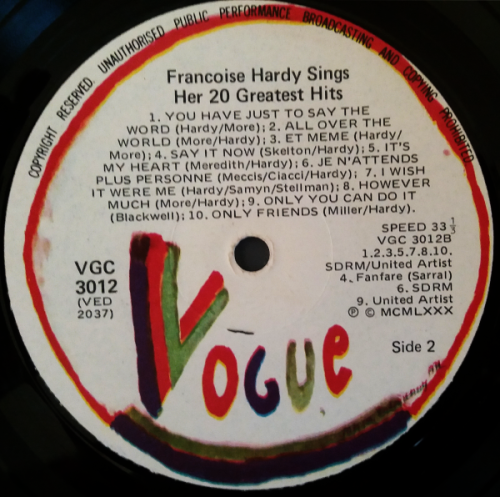 COPYRIGHT RESERVED. UNAUTHORISED PUBLIC PERFORMANCE BROADCASTING AND COPYING PROHIBITED
Francoise Hardy Sings
Her 20 Greatest Hits
1. YOU HAVE JUST TO SAY THE
WORD (Hardy/More); 2. ALL OVER THE
WORLD (More/Hardy); 3. ET MEME (Hardy/
More); 4. SAY IT NOW (Skelton/Hardy); 5. IT'S
MY HEART (Meredith/Hardy); 6. JE N'ATTENDS
PLUS PERSONNE (Meccis/Ciacci/Hardy); 7. I WISH
IT WERE ME (Hardy/Samyn/Stellman); 8. HOWEVER
MUCH (More/Hardy); 9. ONLY YOU CAN DO IT
(Blackwell); 10. ONLY FRIENDS (Miller/Hardy).
SPEED 33 ⅓
VGC 3012B
1.2.3.5.7.8.10.
SDRM/United Artist
4. Fanfare (Sarral)
6. SDRM
9. United Artist
Ⓟ © MCMLXXX
VGC
3012
(VED
2037)
Side 2
VOGUE